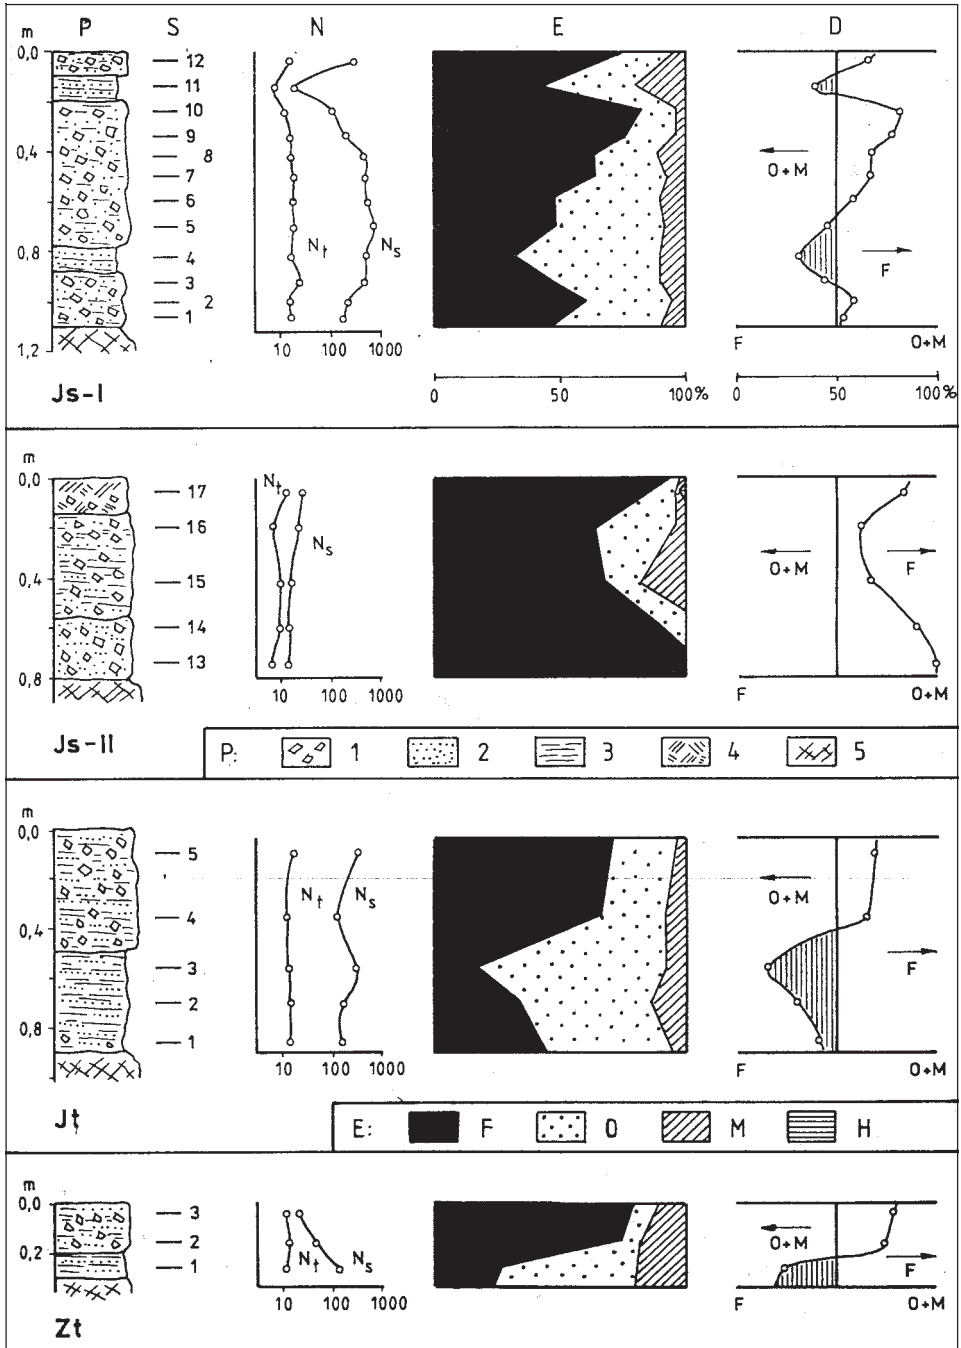 m P S N E D
0,0
12
11
10
9
0,4
8
7
6
5
0,8
4
3
2
1
1,2
Nt Ns
10 100 1000
0 50 100%
O+M
F
F O+M
0 50 100%
Js-I
m
0,0
17
16
0,4
15
14
13
0,8
Nt
Ns
10 100 1000
O+M F
F O+M
Js-II
P: 1 2 3 4 5
m
0,0
5
4
0,4
3
2
0,8
1
Nt Ns
10 100 1000
O+M
F
F O+M
Jt
E: F O M H
m
0,0
3
2
0,2
1
Nt Ns
10 100 1000
O+M
F
F O+M
Zt